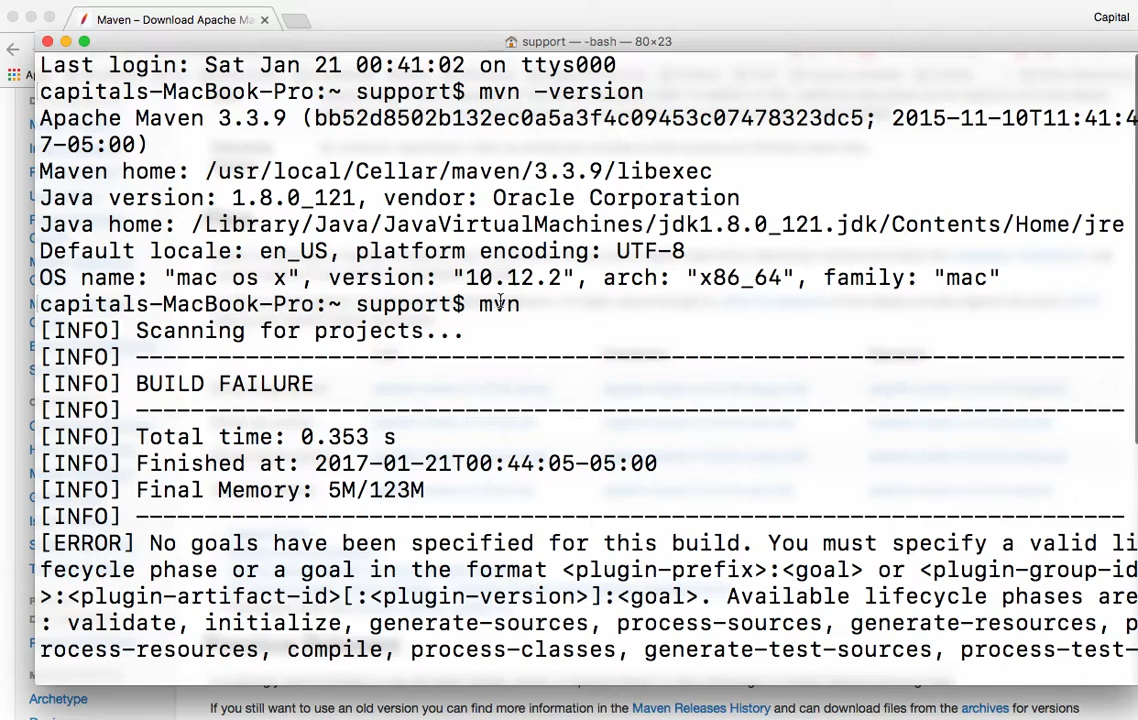 Maven – Download Apache Ma
Capital
support — -bash — 80×23
Last login: Sat Jan 21 00:41:02 on ttys000
capitals-MacBook-Pro:~ support$ mvn –version
Apache Maven 3.3.9 (bb52d8502b132ec0a5a3f4c09453c07478323dc5; 2015-11-10T11:41:4
7-05:00)
Maven home: /usr/local/Cellar/maven/3.3.9/libexec
Java version: 1.8.0_121, vendor: Oracle Corporation
Java home: /Library/Java/JavaVirtualMachines/jdk1.8.0_121.jdk/Contents/Home/jre
Default locale: en_US, platform encoding: UTF-8
OS name: "mac os x", version: "10.12.2", arch: "x86_64", family: "mac"
capitals-MacBook-Pro:~ support$ mvn
[INFO] Scanning for projects...
[INFO] ------------------------------------------------------------------------
[INFO] BUILD FAILURE
[INFO] ------------------------------------------------------------------------
[INFO] Total time: 0.353 s
[INFO] Finished at: 2017-01-21T00:44:05-05:00
[INFO] Final Memory: 5M/123M
[INFO] ------------------------------------------------------------------------
[ERROR] No goals have been specified for this build. You must specify a valid li
fecycle phase or a goal in the format <plugin-prefix>:<goal> or <plugin-group-id
>:<plugin-artifact-id>[:<plugin-version>]:<goal>. Available lifecycle phases are
: validate, initialize, generate-sources, process-sources, generate-resources, p
rocess-resources, compile, process-classes, generate-test-sources, process-test-
Archetype
If you still want to use an old version you can find more information in the Maven Releases History and can download files from the archives for versions